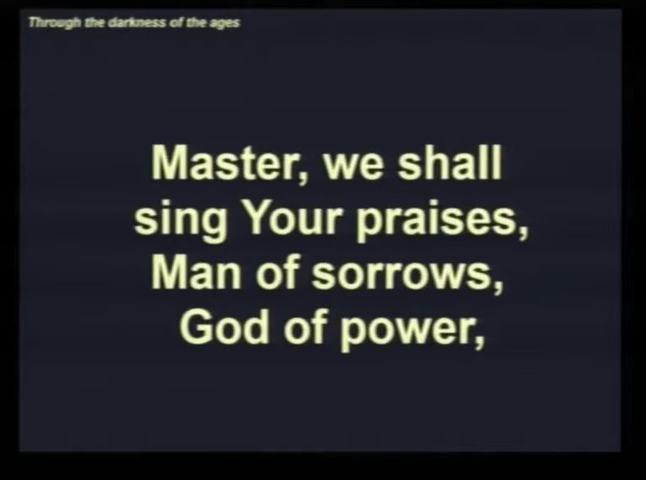 Through the darkness of the ages
Master, we shall
sing Your praises,
Man of sorrows,
God of power,